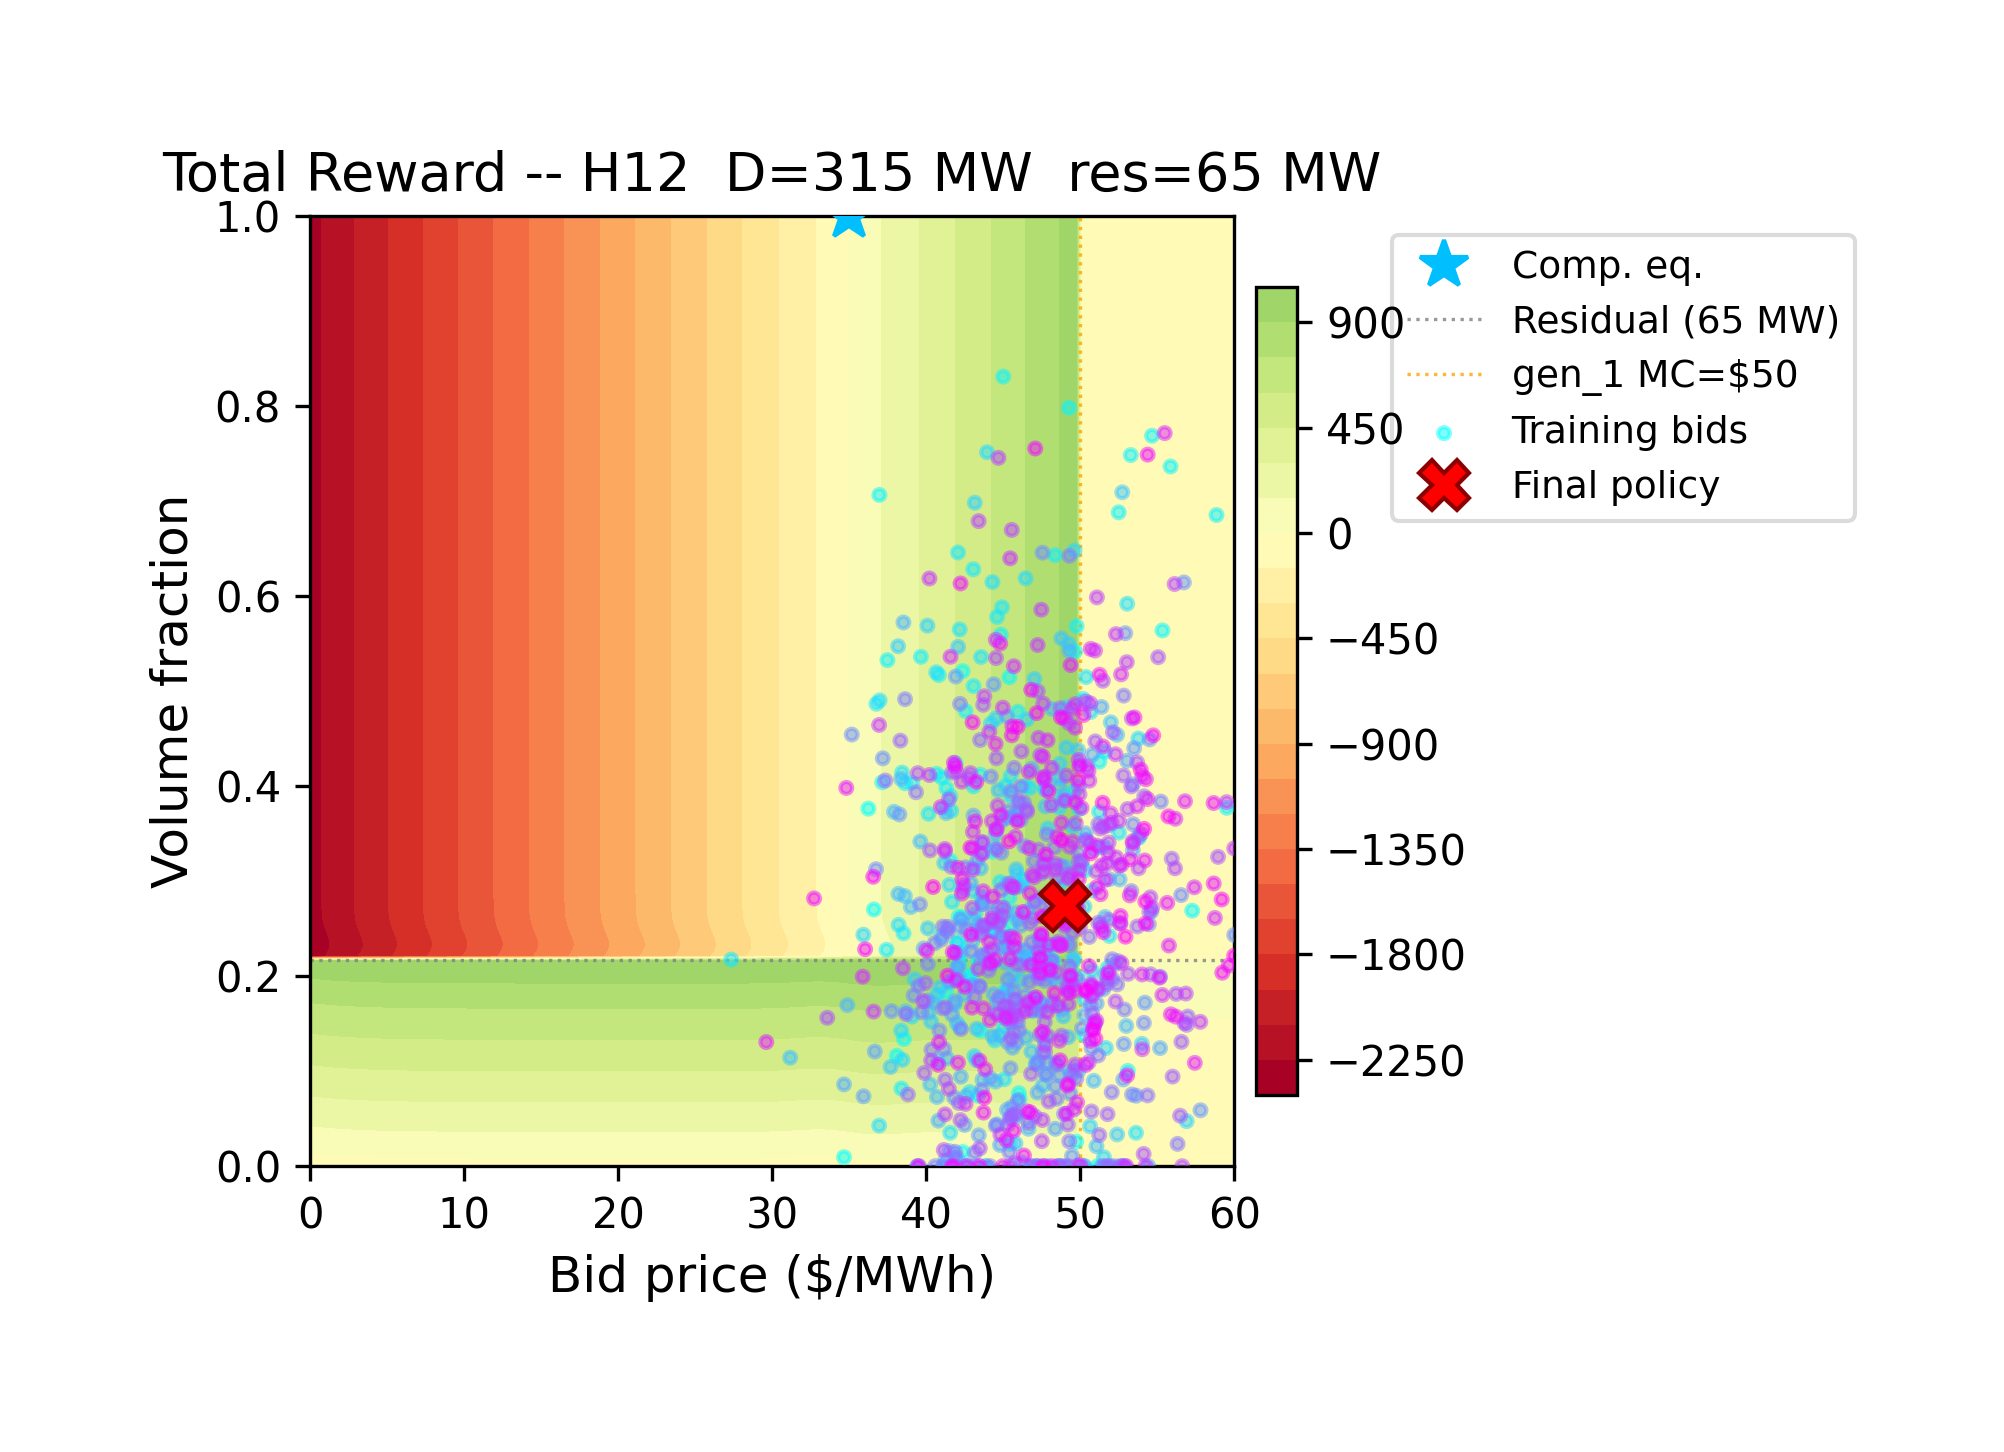 Total Reward -- H12  D=315 MW  res=65 MW
Volume fraction
1.0
0.8
0.6
0.4
0.2
0.0
0 10 20 30 40 50 60
Bid price ($/MWh)
900
450
0
−450
−900
−1350
−1800
−2250
Comp. eq.
Residual (65 MW)
gen_1 MC=$50
Training bids
Final policy